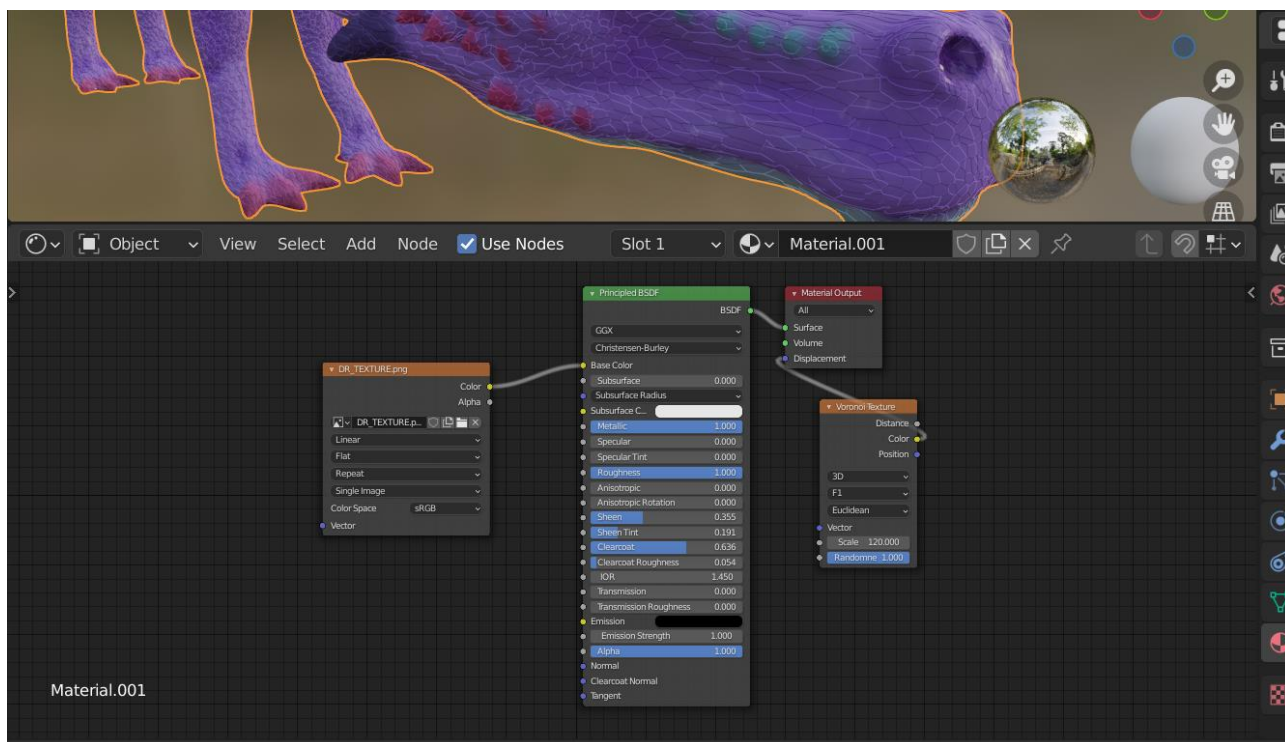 Object View Select Add Node Use Nodes Slot 1 Material.001
Principled BSDF
BSDF
GGX
Christensen-Burley
Base Color
Subsurface 0.000
Subsurface Radius
Subsurface C...
Metallic 1.000
Specular 0.000
Specular Tint 0.000
Roughness 1.000
Anisotropic 0.000
Anisotropic Rotation 0.000
Sheen 0.355
Sheen Tint 0.191
Clearcoat 0.636
Clearcoat Roughness 0.054
IOR 1.450
Transmission 0.000
Transmission Roughness 0.000
Emission
Emission Strength 1.000
Alpha 1.000
Normal
Clearcoat Normal
Tangent
Material Output
All
Surface
Volume
Displacement
DR_TEXTURE.png
Color
Alpha
DR_TEXTURE.p...
Linear
Flat
Repeat
Single Image
Color Space sRGB
Vector
Voronoi Texture
Distance
Color
Position
3D
F1
Euclidean
Vector
Scale 120.000
Randomne 1.000
Material.001